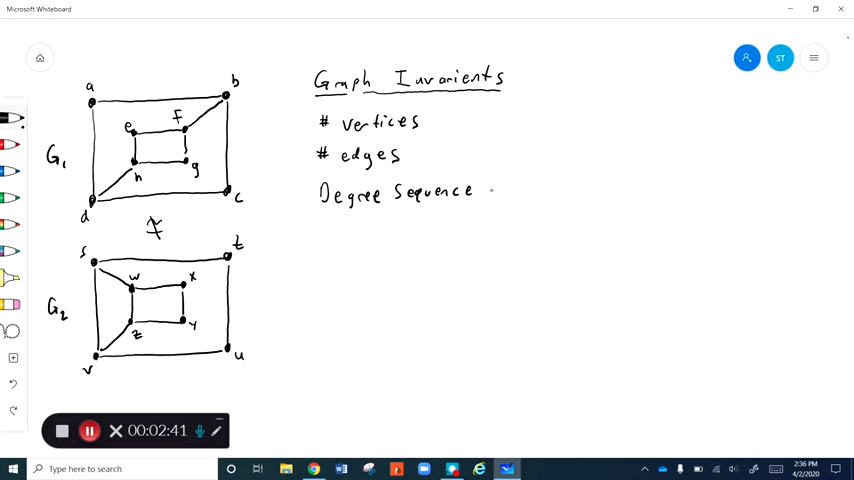 Microsoft Whiteboard
ST
Graph Invarients
# vertices
# edges
Degree Sequence
a
b
e
f
G1
h
g
d
c
≇
s
t
w
x
G2
z
y
v
u
00:02:41
Type here to search
2:36 PM
4/2/2020